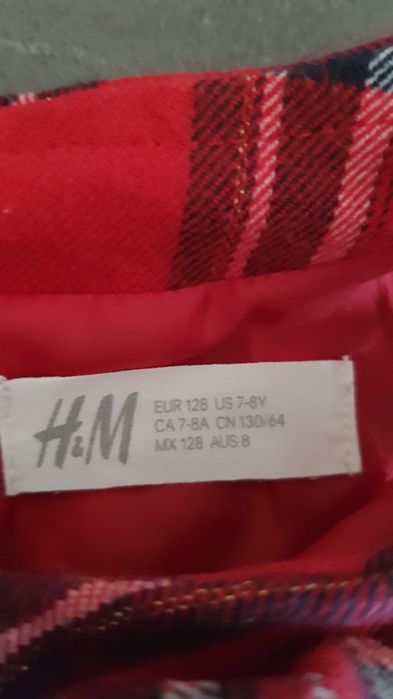 H&M
EUR 128 US 7-8Y
CA 7-8A CN 130/64
MX 128 AUS 8